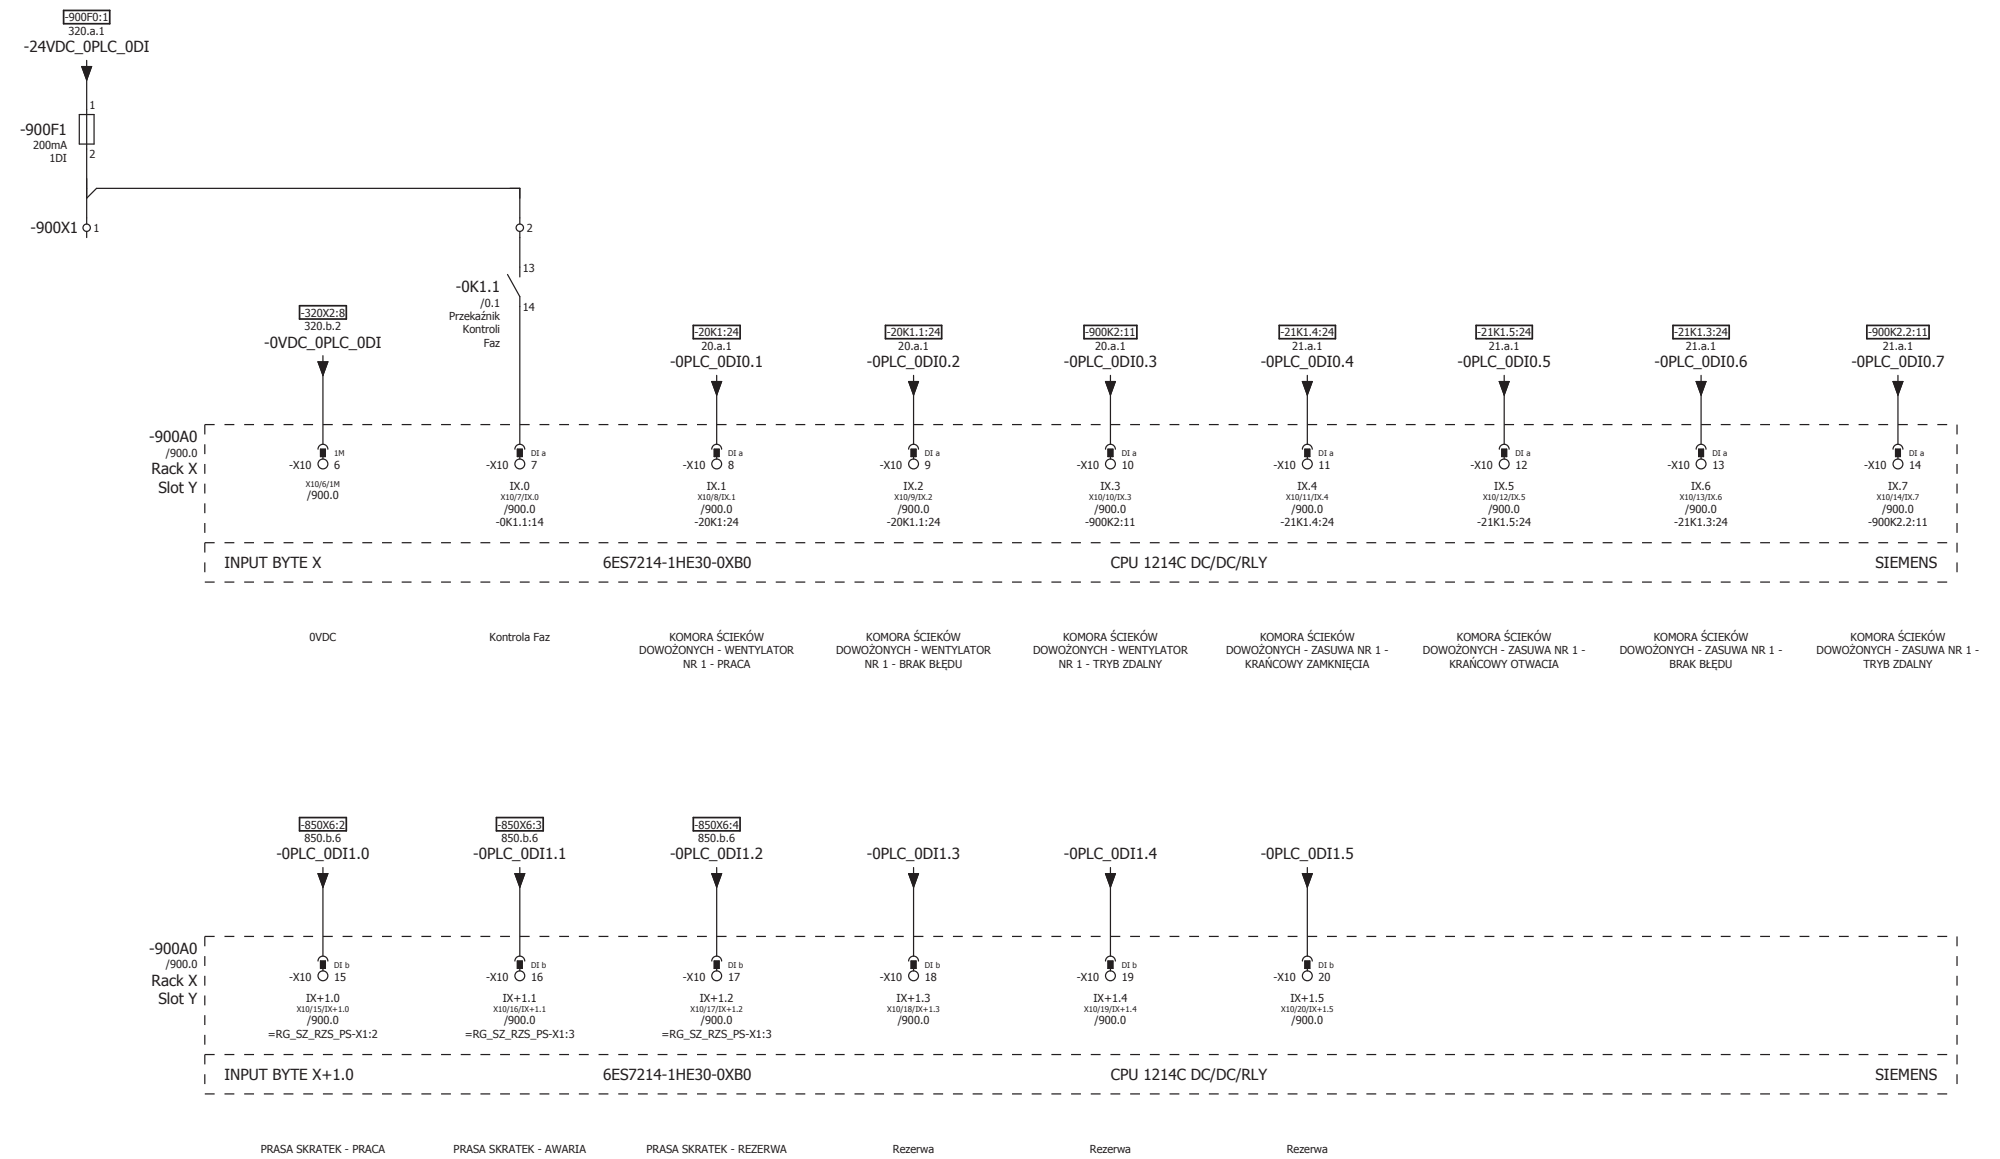 -900F0:1
320.a.1
-24VDC_0PLC_0DI
1
-900F1
200mA
1DI
2
-900X1 1
2
13
-0K1.1
/0.1
14
Przekaźnik
Kontroli
Faz
-320X2:8
320.b.2
-0VDC_0PLC_0DI
-20K1:24 -20K1.1:24 -900K2:11 -21K1.4:24 -21K1.5:24 -21K1.3:24 -900K2.2:11
20.a.1 20.a.1 20.a.1 21.a.1 21.a.1 21.a.1 21.a.1
-0PLC_0DI0.1 -0PLC_0DI0.2 -0PLC_0DI0.3 -0PLC_0DI0.4 -0PLC_0DI0.5 -0PLC_0DI0.6 -0PLC_0DI0.7
-900A0
/900.0
Rack X
Slot Y
1M DI a DI a DI a DI a DI a DI a DI a DI a
-X10 6 -X10 7 -X10 8 -X10 9 -X10 10 -X10 11 -X10 12 -X10 13 -X10 14
IX.0 IX.1 IX.2 IX.3 IX.4 IX.5 IX.6 IX.7
X10/6/1M X10/7/IX.0 X10/8/IX.1 X10/9/IX.2 X10/10/IX.3 X10/11/IX.4 X10/12/IX.5 X10/13/IX.6 X10/14/IX.7
/900.0 /900.0 /900.0 /900.0 /900.0 /900.0 /900.0 /900.0 /900.0
-0K1.1:14 -20K1:24 -20K1.1:24 -900K2:11 -21K1.4:24 -21K1.5:24 -21K1.3:24 -900K2.2:11
INPUT BYTE X 6ES7214-1HE30-0XB0 CPU 1214C DC/DC/RLY SIEMENS
0VDC Kontrola Faz KOMORA ŚCIEKÓW KOMORA ŚCIEKÓW KOMORA ŚCIEKÓW KOMORA ŚCIEKÓW KOMORA ŚCIEKÓW KOMORA ŚCIEKÓW KOMORA ŚCIEKÓW
DOWOŻONYCH - WENTYLATOR DOWOŻONYCH - WENTYLATOR DOWOŻONYCH - WENTYLATOR DOWOŻONYCH - ZASUWA NR 1 - DOWOŻONYCH - ZASUWA NR 1 - DOWOŻONYCH - ZASUWA NR 1 - DOWOŻONYCH - ZASUWA NR 1 -
NR 1 - PRACA NR 1 - BRAK BŁĘDU NR 1 - TRYB ZDALNY KRAŃCOWY ZAMKNIĘCIA KRAŃCOWY OTWACIA BRAK BŁĘDU TRYB ZDALNY
-850X6:2 -850X6:3 -850X6:4
850.b.6 850.b.6 850.b.6
-0PLC_0DI1.0 -0PLC_0DI1.1 -0PLC_0DI1.2 -0PLC_0DI1.3 -0PLC_0DI1.4 -0PLC_0DI1.5
-900A0
/900.0
Rack X
Slot Y
DI b DI b DI b DI b DI b DI b
-X10 15 -X10 16 -X10 17 -X10 18 -X10 19 -X10 20
IX+1.0 IX+1.1 IX+1.2 IX+1.3 IX+1.4 IX+1.5
X10/15/IX+1.0 X10/16/IX+1.1 X10/17/IX+1.2 X10/18/IX+1.3 X10/19/IX+1.4 X10/20/IX+1.5
/900.0 /900.0 /900.0 /900.0 /900.0 /900.0
=RG_SZ_RZS_PS-X1:2 =RG_SZ_RZS_PS-X1:3 =RG_SZ_RZS_PS-X1:3
INPUT BYTE X+1.0 6ES7214-1HE30-0XB0 CPU 1214C DC/DC/RLY SIEMENS
PRASA SKRATEK - PRACA PRASA SKRATEK - AWARIA PRASA SKRATEK - REZERWA Rezerwa Rezerwa Rezerwa